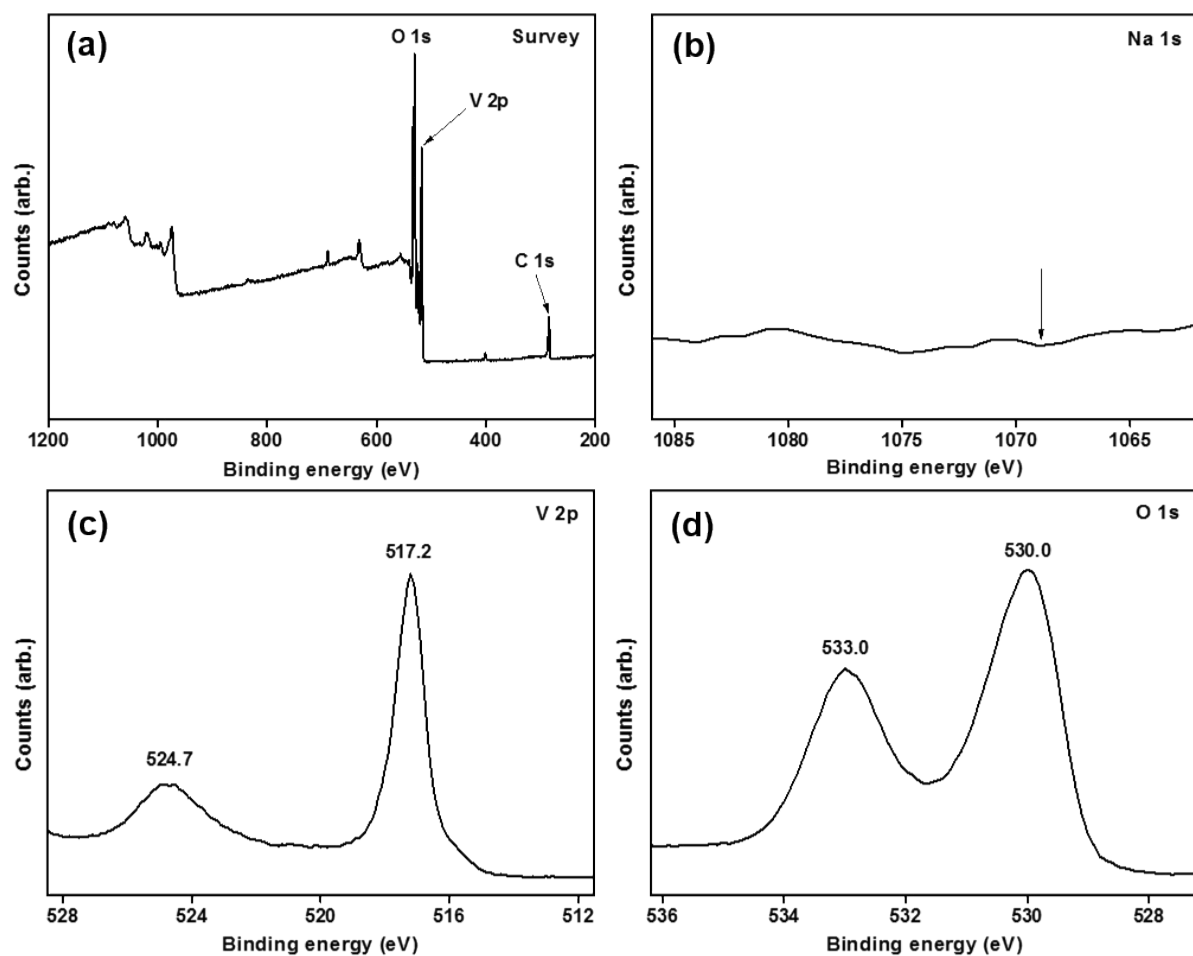 (a)
O 1s
Survey
V 2p
C 1s
Counts (arb.)
1200 1000 800 600 400 200
Binding energy (eV)
(b)
Na 1s
Counts (arb.)
1085 1080 1075 1070 1065
Binding energy (eV)
(c)
V 2p
517.2
524.7
Counts (arb.)
528 524 520 516 512
Binding energy (eV)
(d)
O 1s
530.0
533.0
Counts (arb.)
536 534 532 530 528
Binding energy (eV)